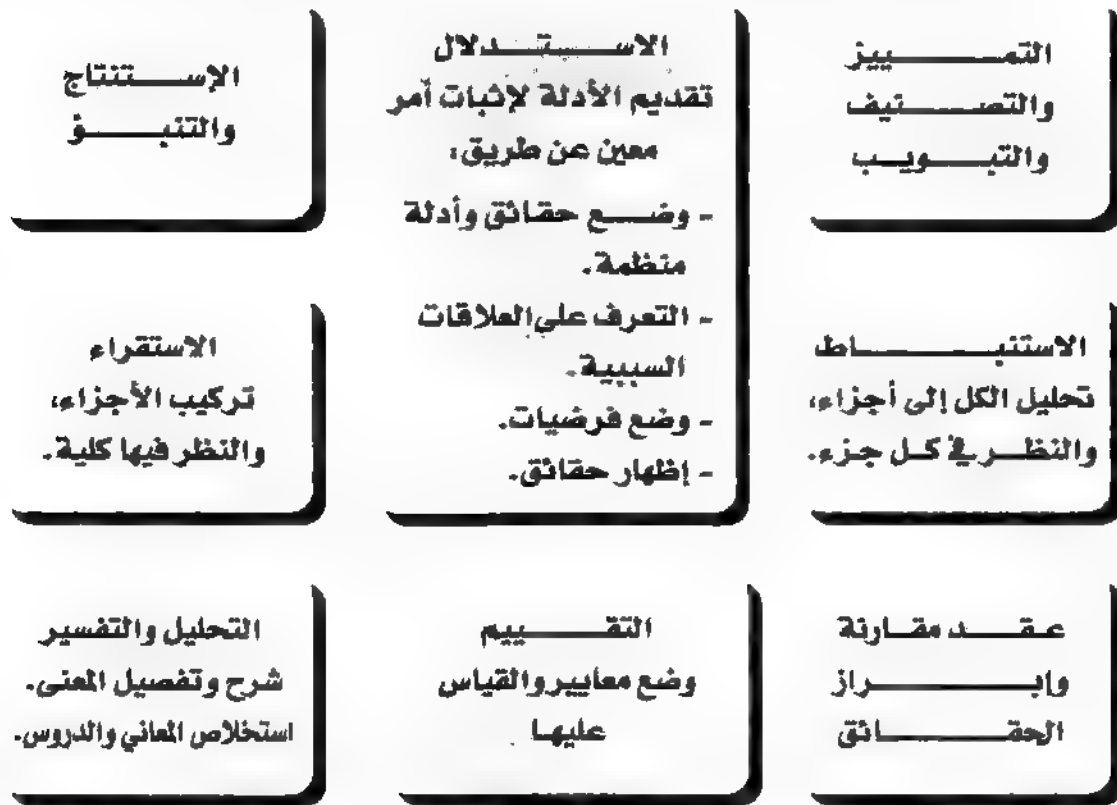 التمييز
والتصنيف
والتبويب
الاستدلال
تقديم الأدلة لإثبات أمر
معين عن طريق:
- وضع حقائق وأدلة
منظمة.
- التعرف على العلاقات
السببية.
- وضع فرضيات.
- إظهار حقائق.
الإستنتاج
والتنبؤ
الاستنباط
تحليل الكل إلى أجزاء،
والنظر في كل جزء.
الاستقراء
تركيب الأجزاء،
والنظر فيها كلية.
عقد مقارنة
وإبراز
الحقائق
التقييم
وضع معايير والقياس
عليها
التحليل والتفسير
شرح وتفصيل المعنى.
استخلاص المعاني والدروس.